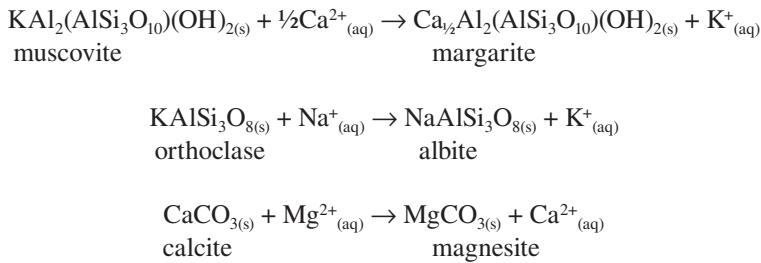 KAl₂(AlSi₃O₁₀)(OH)₂₍ₛ₎ + ½Ca²⁺₍aq₎ → Ca½Al₂(AlSi₃O₁₀)(OH)₂₍ₛ₎ + K⁺₍aq₎
muscovite margarite
KAlSi₃O₈₍ₛ₎ + Na⁺₍aq₎ → NaAlSi₃O₈₍ₛ₎ + K⁺₍aq₎
orthoclase albite
CaCO₃₍ₛ₎ + Mg²⁺₍aq₎ → MgCO₃₍ₛ₎ + Ca²⁺₍aq₎
calcite magnesite